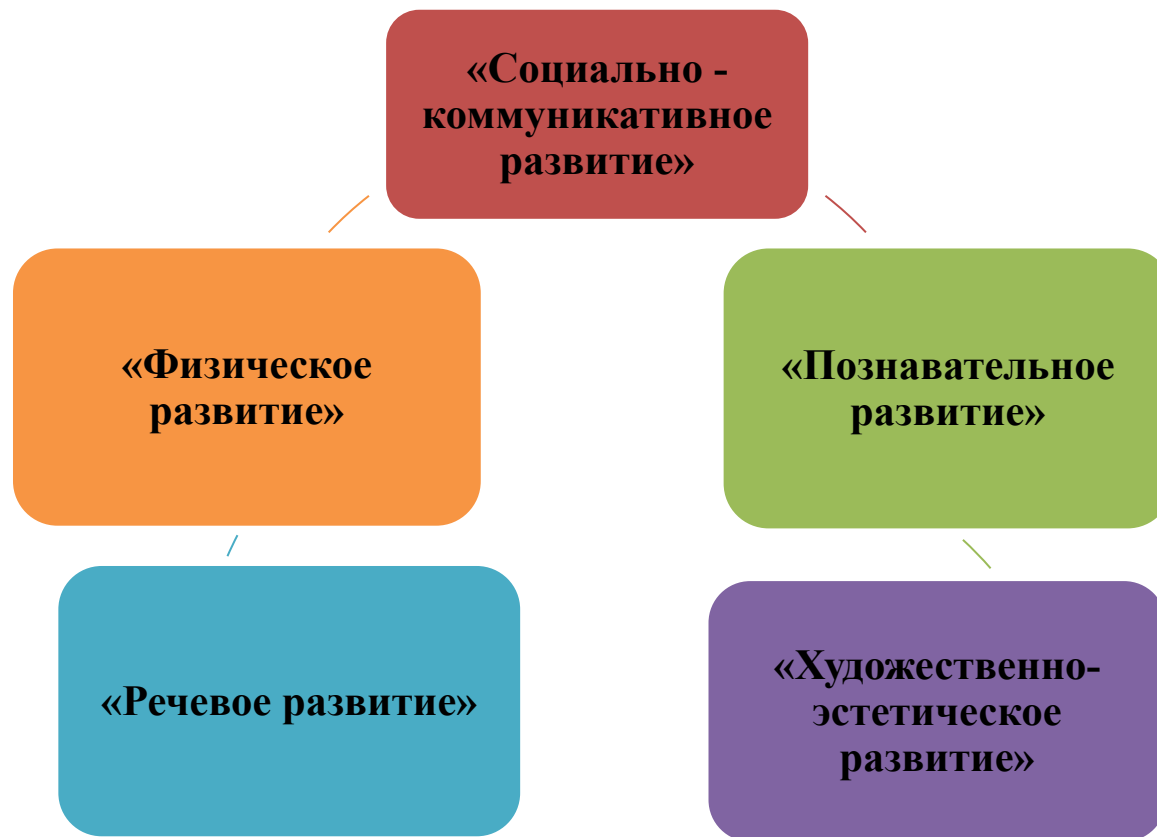 «Социально -
коммуникативное
развитие»
«Физическое
развитие»
«Познавательное
развитие»
«Речевое развитие»
«Художественно-
эстетическое
развитие»